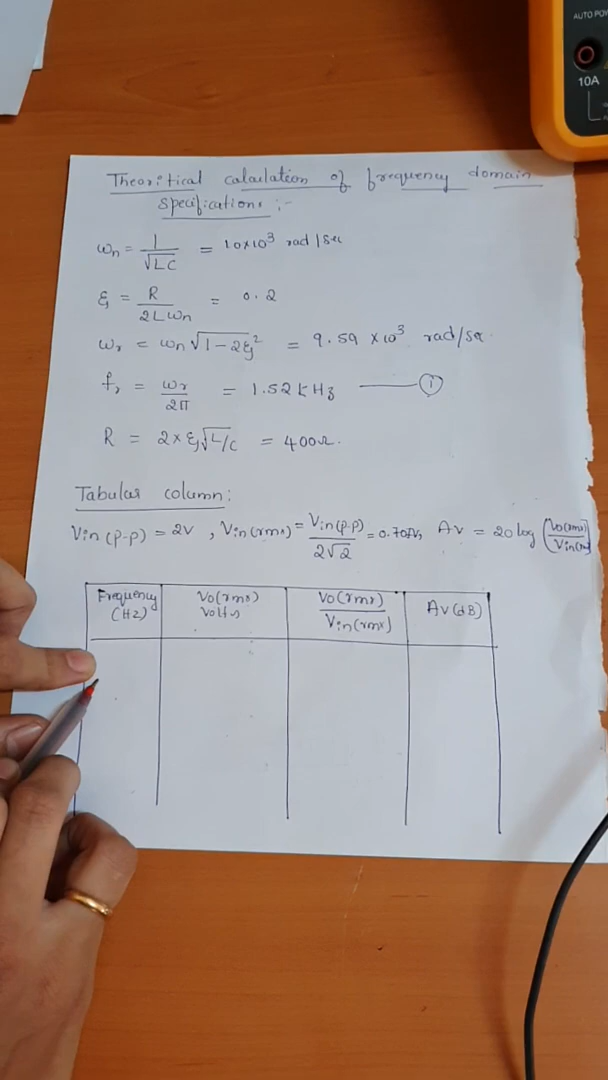 AUTO POW
10A
Theoritical calculation of frequency domain
Specifications :-
ωn = 1/√LC = 10×10³ rad/sec
ξ = R/2Lωn = 0.2
ωr = ωn √1-2ξ² = 9.59 ×10³ rad/sec
fr = ωr/2π = 1.52 kHz ——— ①
R = 2×ξ√L/C = 400Ω.
Tabular column:
Vin (p-p) = 2V , Vin(rms) = Vin(p-p)/2√2 = 0.707V, Av = 20 log (Vo(rms)/Vin(rms))
Frequency (Hz) Vo(rms) Volts Vo(rms)/Vin(rms) Av(dB)